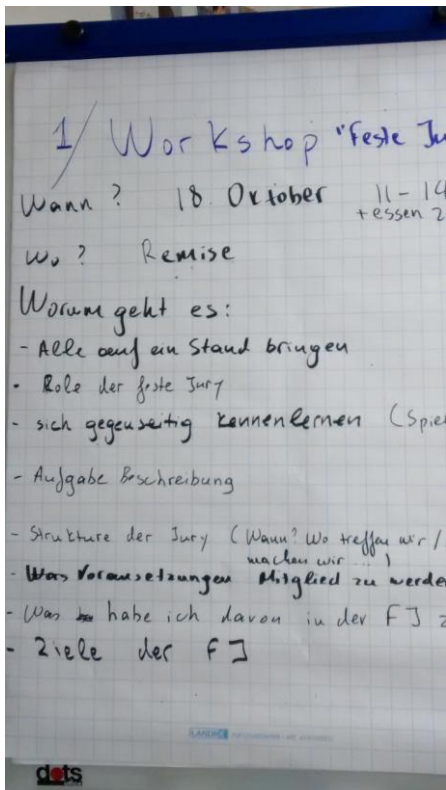 1/ Workshop "Feste Ju
Wann? 18. Oktober 11-14
+essen 2
Wo? Remise
Worum geht es:
- Alle auf ein Stand bringen
- Role der feste Jury
- sich gegenseitig kennenlernen (Spiel
- Aufgabe Beschreibung
- Strukture der Jury (Wann? Wo treffen wir /
machen wir ...)
- Was Voraussetzungen Mitglied zu werde
- Was habe ich davon in der FJ z
- Ziele der FJ
LANDRÉ
dots